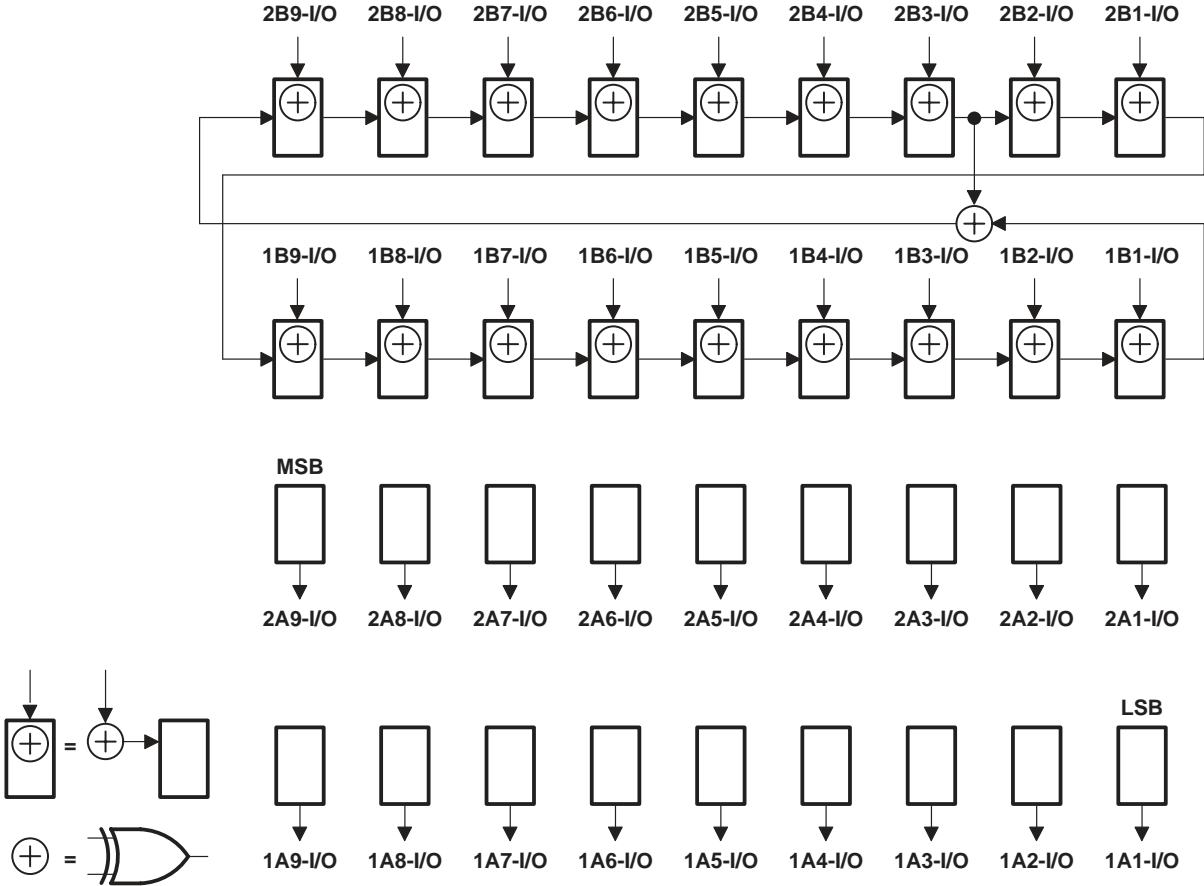 2B9-I/O 2B8-I/O 2B7-I/O 2B6-I/O 2B5-I/O 2B4-I/O 2B3-I/O 2B2-I/O 2B1-I/O
1B9-I/O 1B8-I/O 1B7-I/O 1B6-I/O 1B5-I/O 1B4-I/O 1B3-I/O 1B2-I/O 1B1-I/O
MSB
2A9-I/O 2A8-I/O 2A7-I/O 2A6-I/O 2A5-I/O 2A4-I/O 2A3-I/O 2A2-I/O 2A1-I/O
LSB
=
=
1A9-I/O 1A8-I/O 1A7-I/O 1A6-I/O 1A5-I/O 1A4-I/O 1A3-I/O 1A2-I/O 1A1-I/O